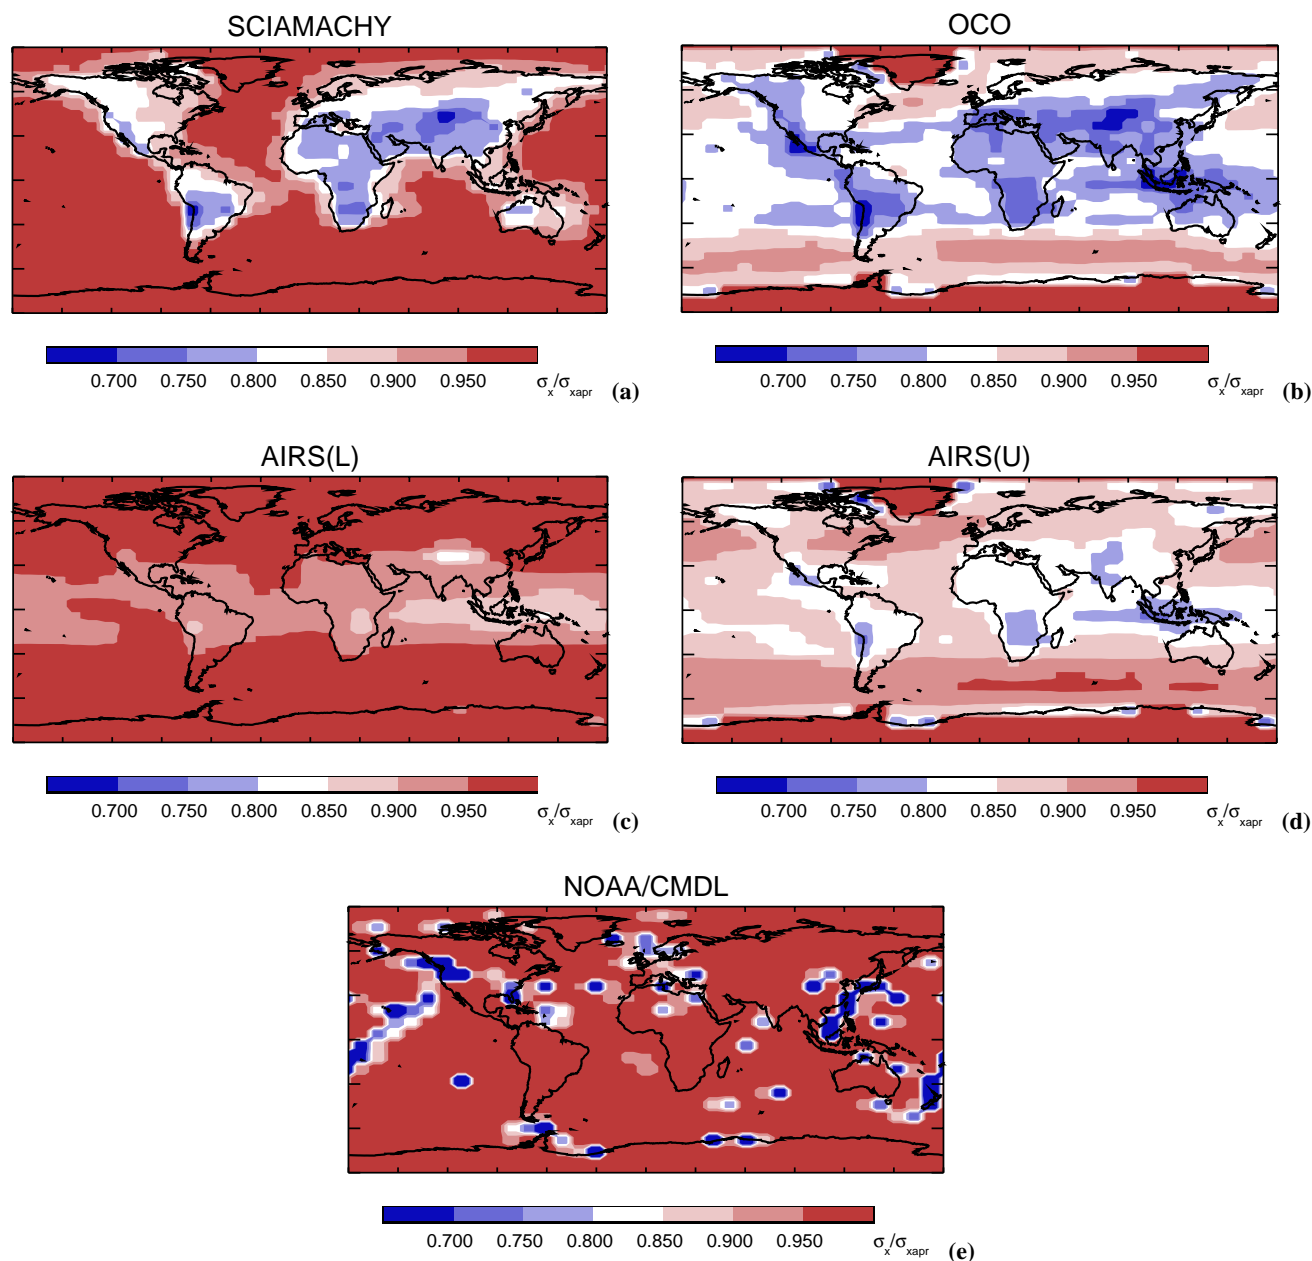 SCIAMACHY
OCO
0.700 0.750 0.800 0.850 0.900 0.950 σx/σxapr (a)
0.700 0.750 0.800 0.850 0.900 0.950 σx/σxapr (b)
AIRS(L)
AIRS(U)
0.700 0.750 0.800 0.850 0.900 0.950 σx/σxapr (c)
0.700 0.750 0.800 0.850 0.900 0.950 σx/σxapr (d)
NOAA/CMDL
0.700 0.750 0.800 0.850 0.900 0.950 σx/σxapr (e)